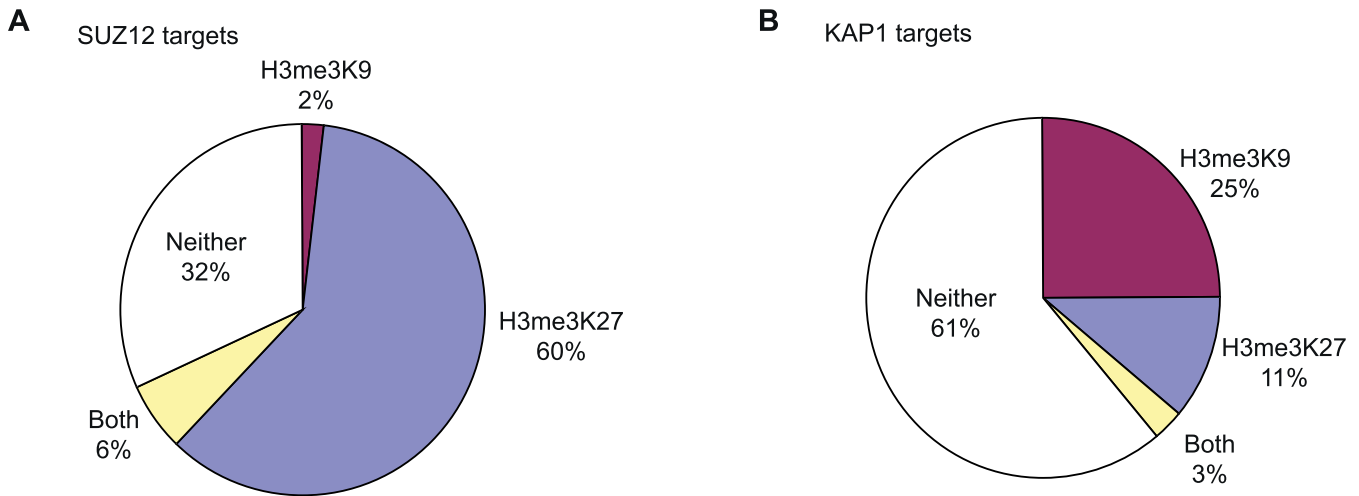 A
SUZ12 targets
H3me3K9
2%
Neither
32%
H3me3K27
60%
Both
6%
B
KAP1 targets
H3me3K9
25%
Neither
61%
H3me3K27
11%
Both
3%